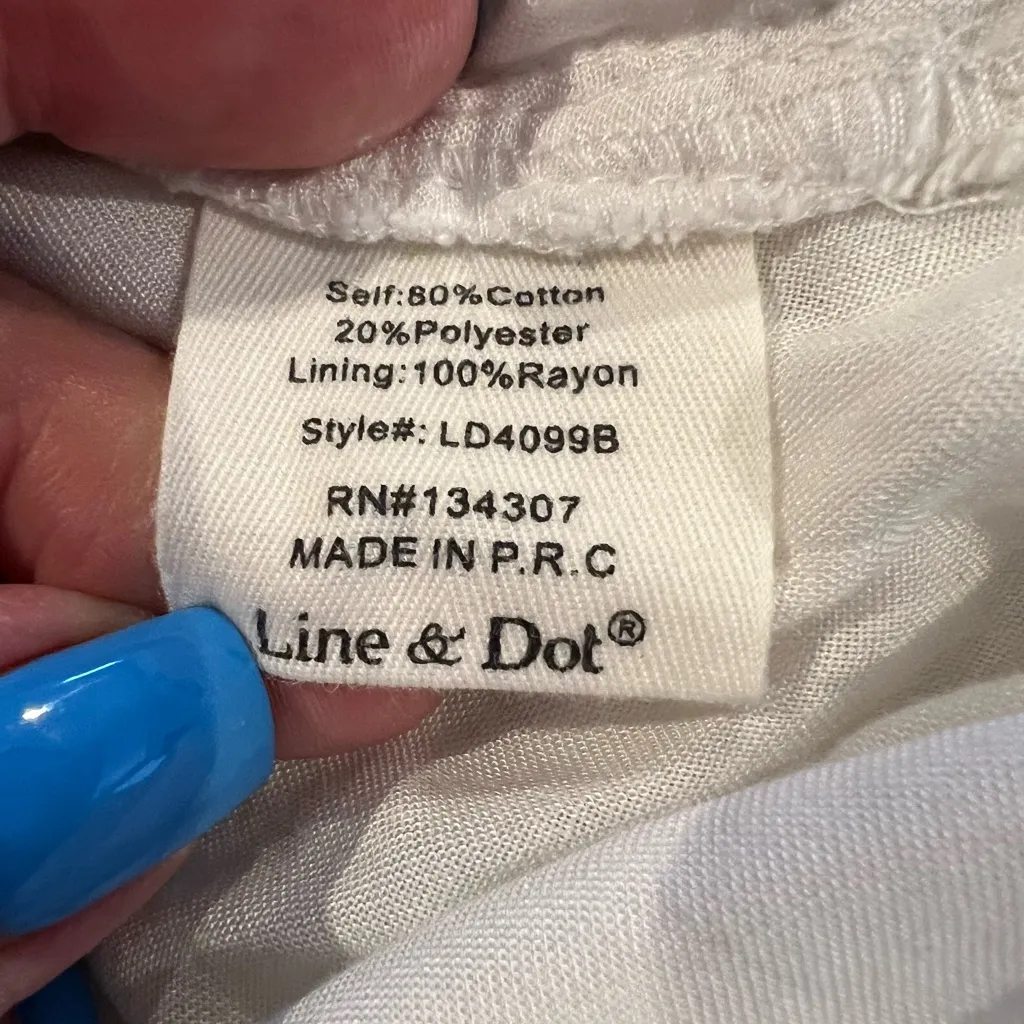 Self:80%Cotton
20%Polyester
Lining:100%Rayon
Style#: LD4099B
RN#134307
MADE IN P.R.C
Line & Dot®